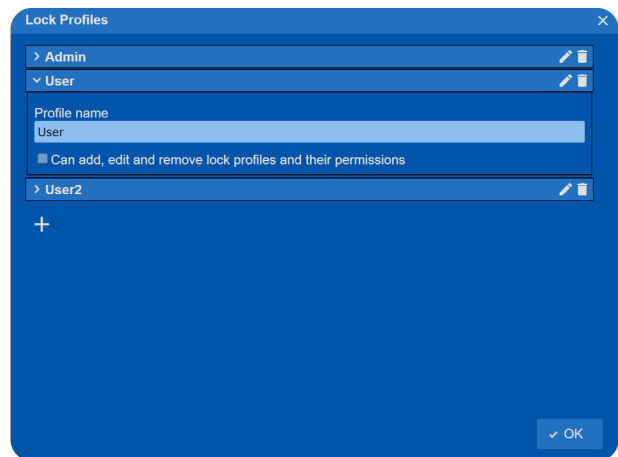 Lock Profiles
Admin
User
Profile name
User
Can add, edit and remove lock profiles and their permissions
User2
OK